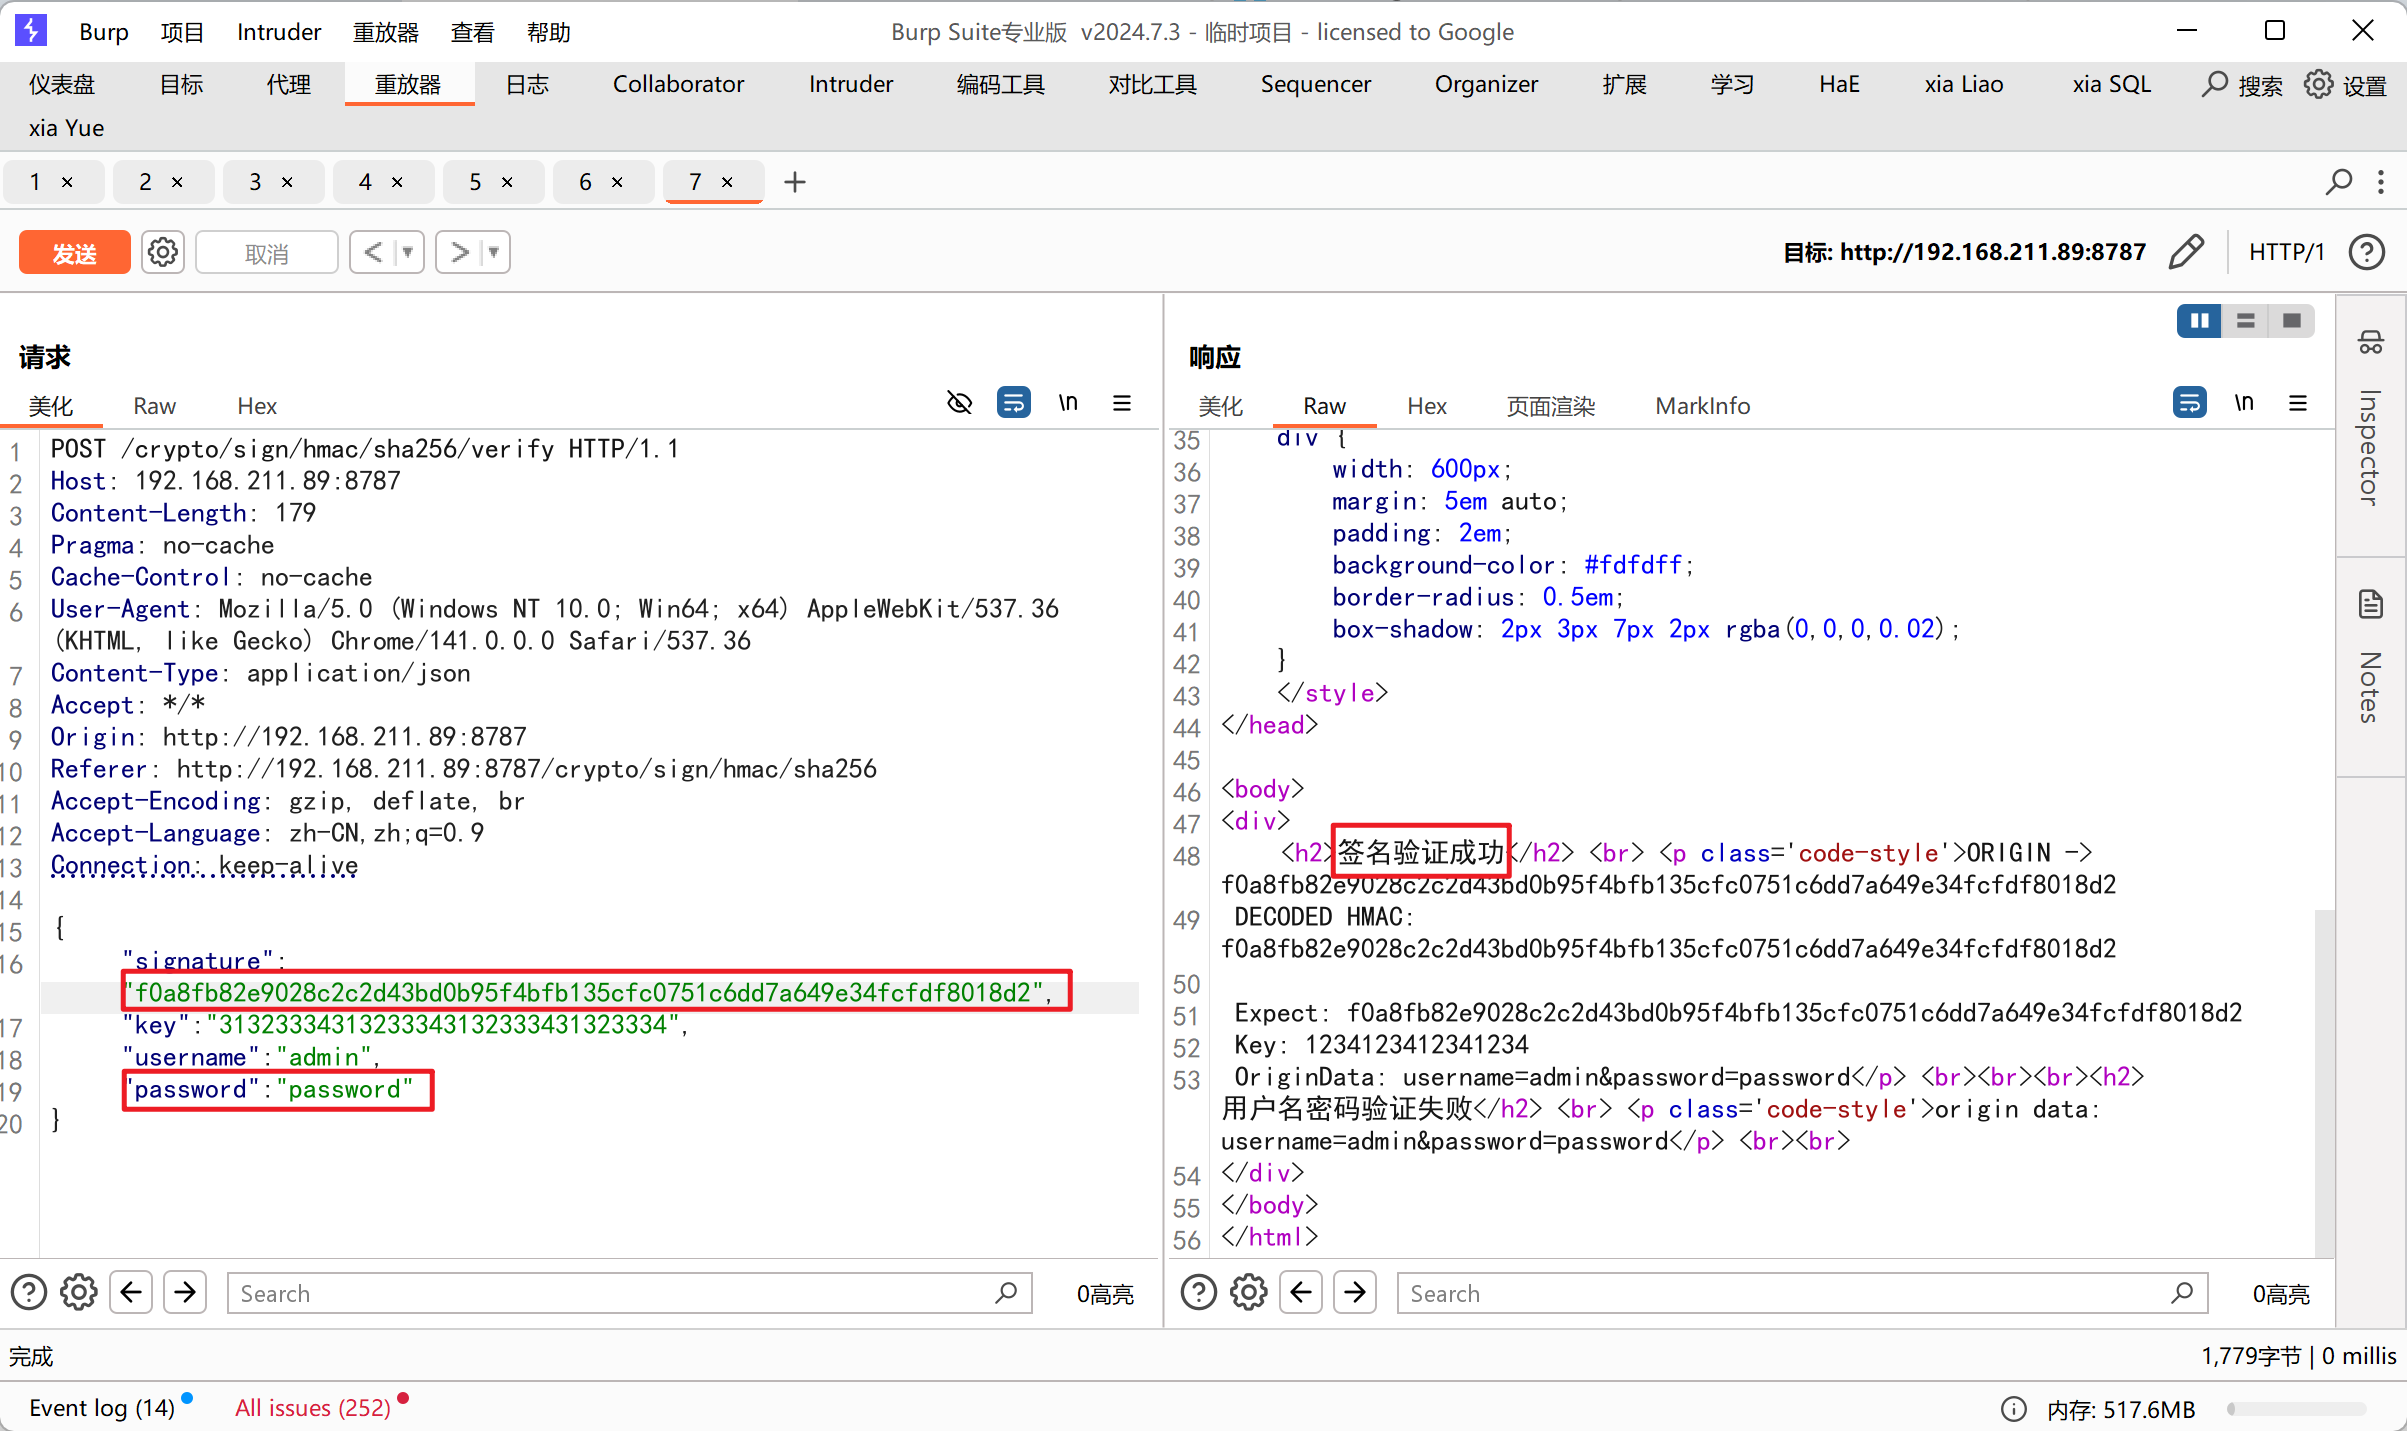 Burp 项目 Intruder 重放器 查看 帮助 Burp Suite专业版 v2024.7.3 - 临时项目 - licensed to Google
仪表盘 目标 代理 重放器 日志 Collaborator Intruder 编码工具 对比工具 Sequencer Organizer 扩展 学习 HaE xia Liao xia SQL 搜索 设置
xia Yue
1 × 2 × 3 × 4 × 5 × 6 × 7 × +
发送 取消 < > 目标: http://192.168.211.89:8787 HTTP/1
请求
美化 Raw Hex \n
1 POST /crypto/sign/hmac/sha256/verify HTTP/1.1
2 Host: 192.168.211.89:8787
3 Content-Length: 179
4 Pragma: no-cache
5 Cache-Control: no-cache
6 User-Agent: Mozilla/5.0 (Windows NT 10.0; Win64; x64) AppleWebKit/537.36
(KHTML, like Gecko) Chrome/141.0.0.0 Safari/537.36
7 Content-Type: application/json
8 Accept: */*
9 Origin: http://192.168.211.89:8787
10 Referer: http://192.168.211.89:8787/crypto/sign/hmac/sha256
11 Accept-Encoding: gzip, deflate, br
12 Accept-Language: zh-CN,zh;q=0.9
13 Connection: keep-alive
14
15 {
16 "signature":
"f0a8fb82e9028c2c2d43bd0b95f4bfb135cfc0751c6dd7a649e34fcfdf8018d2",
17 "key":"31323334313233343132333431323334",
18 "username":"admin",
19 "password":"password"
20 }
Search 0高亮
响应
美化 Raw Hex 页面渲染 MarkInfo \n
35 div {
36 width: 600px;
37 margin: 5em auto;
38 padding: 2em;
39 background-color: #fdfdff;
40 border-radius: 0.5em;
41 box-shadow: 2px 3px 7px 2px rgba(0,0,0,0.02);
42 }
43 </style>
44 </head>
45
46 <body>
47 <div>
48 <h2>签名验证成功</h2> <br> <p class='code-style'>ORIGIN ->
f0a8fb82e9028c2c2d43bd0b95f4bfb135cfc0751c6dd7a649e34fcfdf8018d2
49 DECODED HMAC:
f0a8fb82e9028c2c2d43bd0b95f4bfb135cfc0751c6dd7a649e34fcfdf8018d2
50
51 Expect: f0a8fb82e9028c2c2d43bd0b95f4bfb135cfc0751c6dd7a649e34fcfdf8018d2
52 Key: 1234123412341234
53 OriginData: username=admin&password=password</p> <br><br><br><h2>
用户名密码验证失败</h2> <br> <p class='code-style'>origin data:
username=admin&password=password</p> <br><br>
54 </div>
55 </body>
56 </html>
Search 0高亮
Inspector
Notes
完成 1,779字节 | 0 millis
Event log (14) All issues (252) 内存: 517.6MB